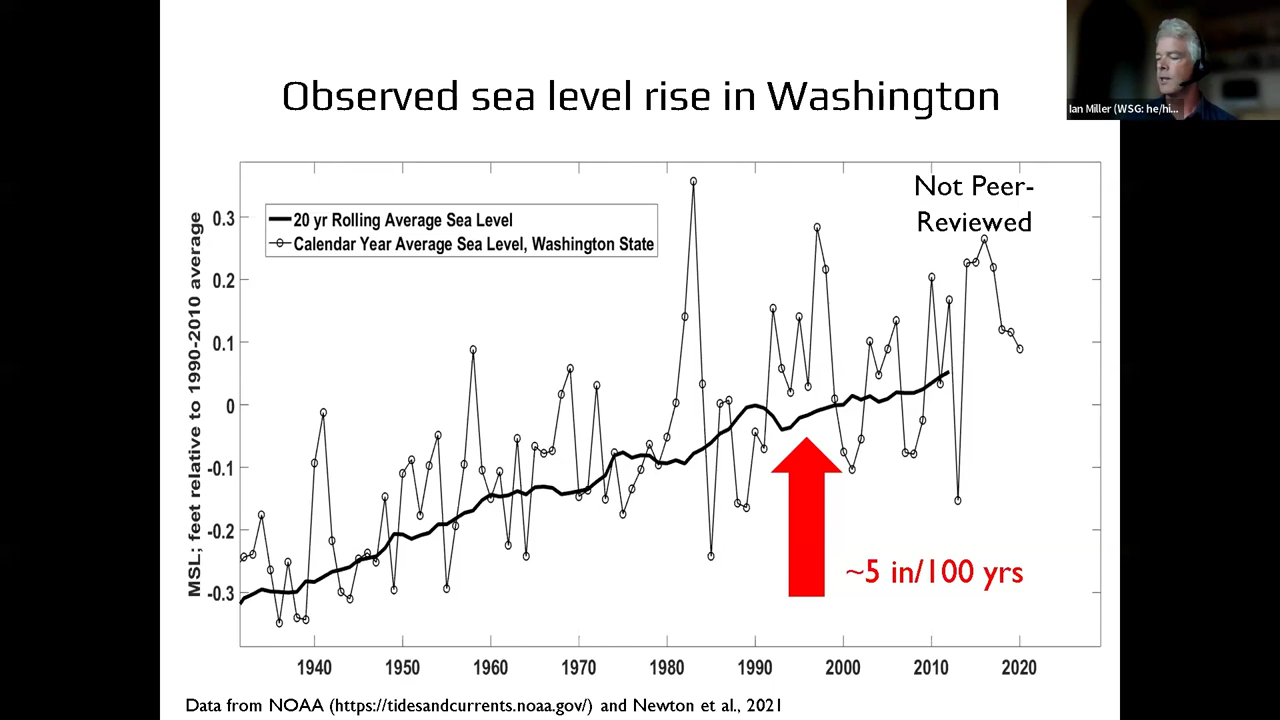 Observed sea level rise in Washington
Ian Miller (WSG: he/hi...
Not Peer-
Reviewed
20 yr Rolling Average Sea Level
Calendar Year Average Sea Level, Washington State
MSL; feet relative to 1990-2010 average
0.3
0.2
0.1
0
-0.1
-0.2
-0.3
~5 in/100 yrs
1940 1950 1960 1970 1980 1990 2000 2010 2020
Data from NOAA (https://tidesandcurrents.noaa.gov/) and Newton et al., 2021